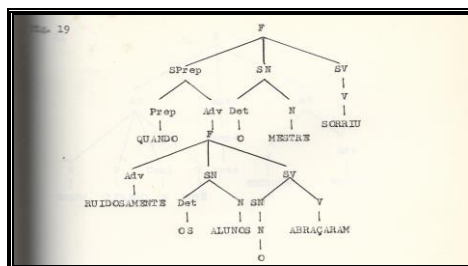 Fig. 19
F
SPrep SN SV
Prep Adv Det N V
QUANDO F O MESTRE SORRIU
Adv SN SV
RUIDOSAMENTE Det N SN V
OS ALUNOS N ABRAÇARAM
O